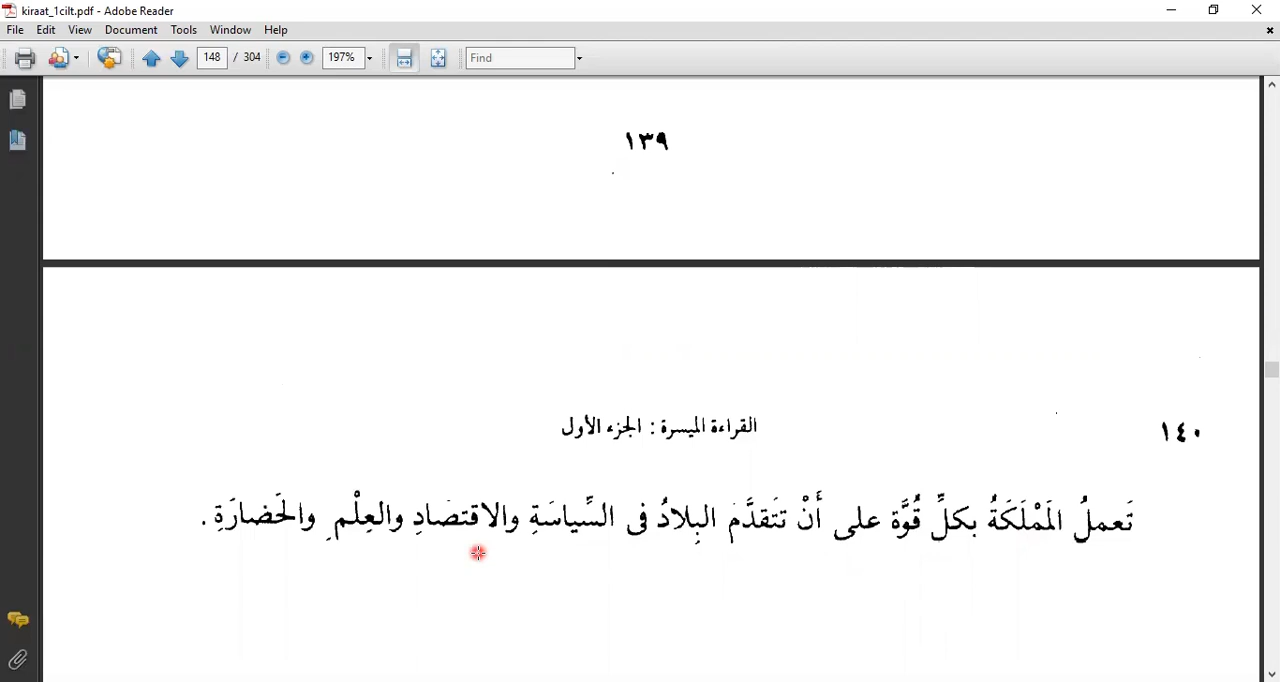 kiraat_1cilt.pdf - Adobe Reader
File Edit View Document Tools Window Help
148 / 304 197% Find
١٣٩
القراءة الميسرة : الجزء الأول
١٤٠
تَعملُ المَمْلَكَةُ بكلِّ قُوَّة على أَنْ تتَقدَّمَ البِلادُ فى السِّياسَةِ والاقتصادِ والعِلْمِ والحَضارَةِ .